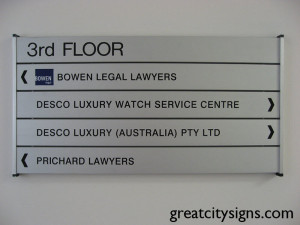 3rd FLOOR
BOWEN BOWEN LEGAL LAWYERS
DESCO LUXURY WATCH SERVICE CENTRE
DESCO LUXURY (AUSTRALIA) PTY LTD
PRICHARD LAWYERS
greatcitysigns.com